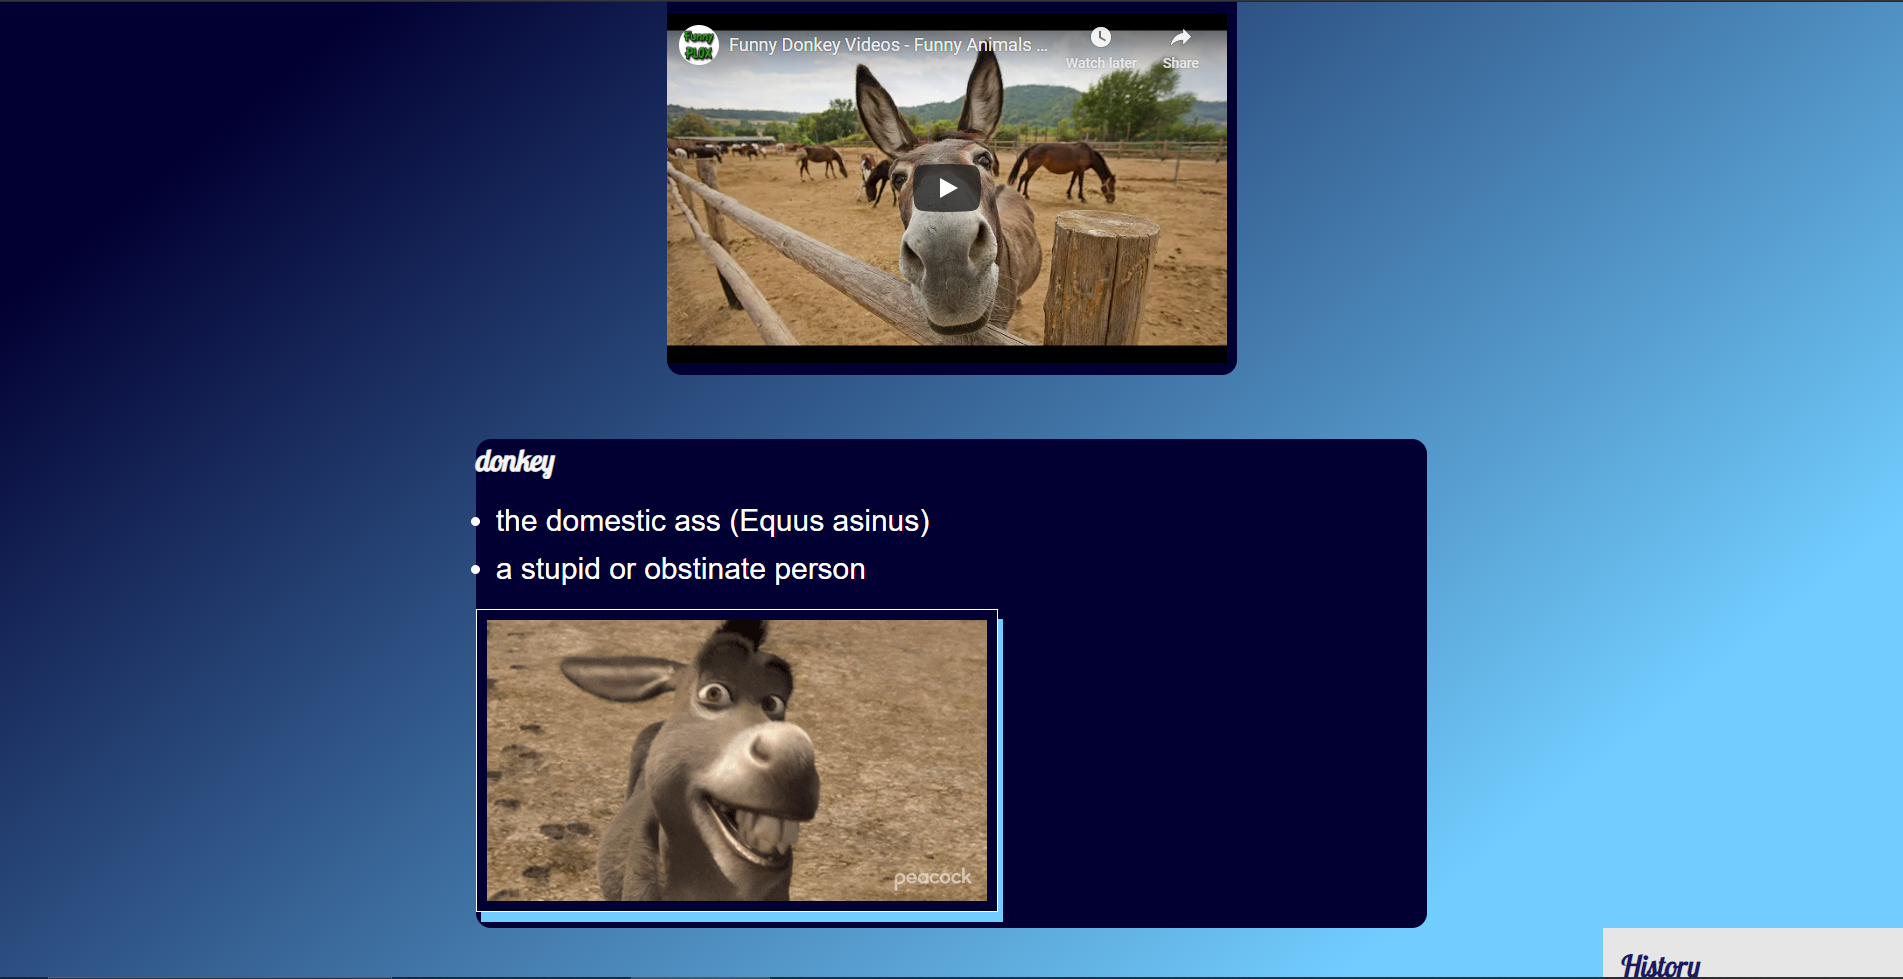 Funny PLOX
Funny Donkey Videos - Funny Animals ...
Watch later
Share
donkey
• the domestic ass (Equus asinus)
• a stupid or obstinate person
peacock
History